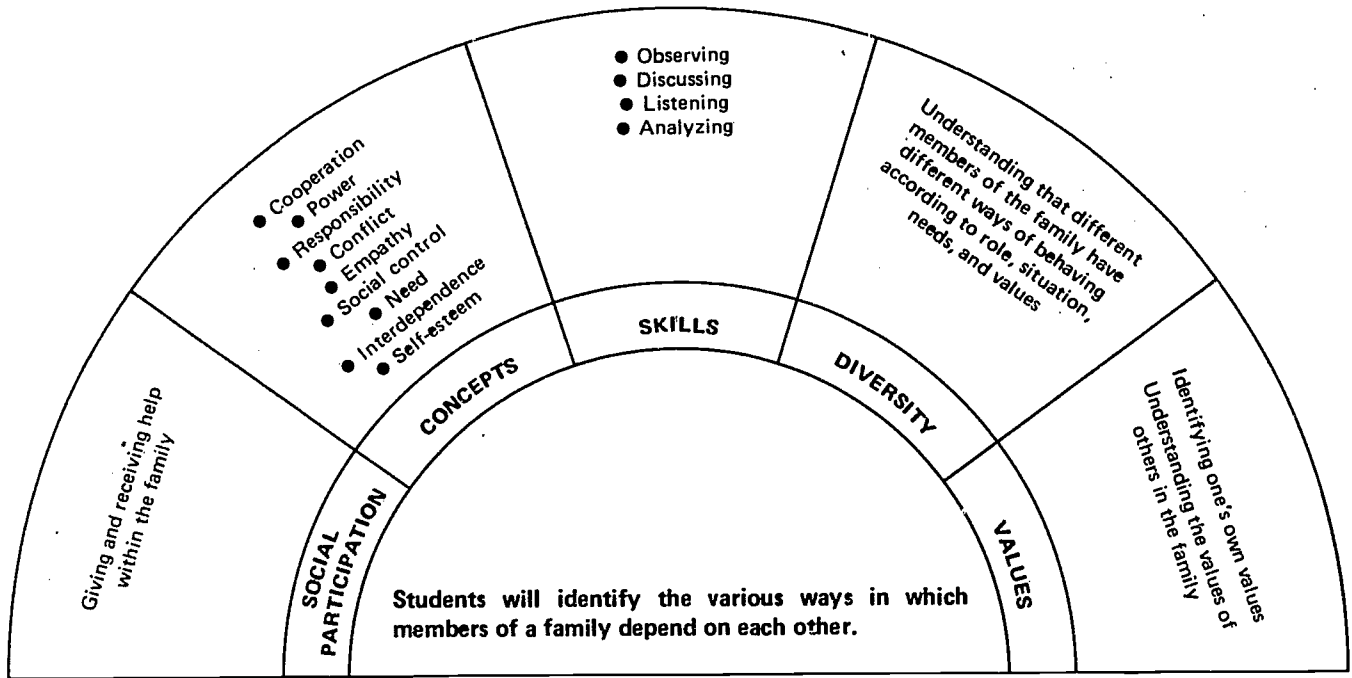 Giving and receiving help
within the family
SOCIAL
PARTICIPATION
● Cooperation
● Power
● Responsibility
● Conflict
● Empathy
● Social control
● Need
● Interdependence
● Self-esteem
CONCEPTS
● Observing
● Discussing
● Listening
● Analyzing
SKILLS
Understanding that different
members of the family have
different ways of behaving
according to role, situation,
needs, and values
DIVERSITY
Identifying one's own values
Understanding the values of
others in the family
VALUES
Students will identify the various ways in which
members of a family depend on each other.